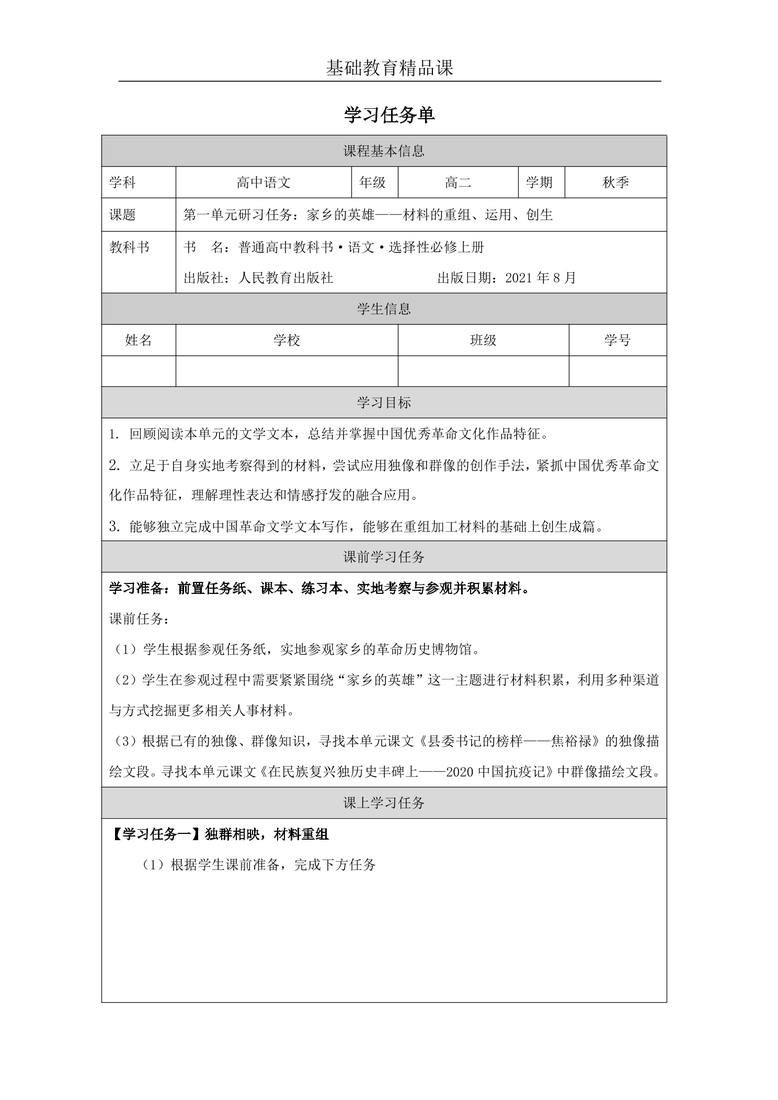 基础教育精品课
学习任务单
课程基本信息
学科 高中语文 年级 高二 学期 秋季
课题 第一单元研习任务：家乡的英雄——材料的重组、运用、创生
教科书 书 名：普通高中教科书·语文·选择性必修上册
出版社：人民教育出版社 出版日期：2021年8月
学生信息
姓名 学校 班级 学号
学习目标
1. 回顾阅读本单元的文学文本，总结并掌握中国优秀革命文化作品特征。
2. 立足于自身实地考察得到的材料，尝试应用独像和群像的创作手法，紧抓中国优秀革命文
化作品特征，理解理性表达和情感抒发的融合应用。
3. 能够独立完成中国革命文学文本写作，能够在重组加工材料的基础上创生成篇。
课前学习任务
学习准备：前置任务纸、课本、练习本、实地考察与参观并积累材料。
课前任务：
（1）学生根据参观任务纸，实地参观家乡的革命历史博物馆。
（2）学生在参观过程中需要紧紧围绕“家乡的英雄”这一主题进行材料积累，利用多种渠道
与方式挖掘更多相关人事材料。
（3）根据已有的独像、群像知识，寻找本单元课文《县委书记的榜样——焦裕禄》的独像描
绘文段。寻找本单元课文《在民族复兴独历史丰碑上——2020中国抗疫记》中群像描绘文段。
课上学习任务
【学习任务一】独群相映，材料重组
（1）根据学生课前准备，完成下方任务